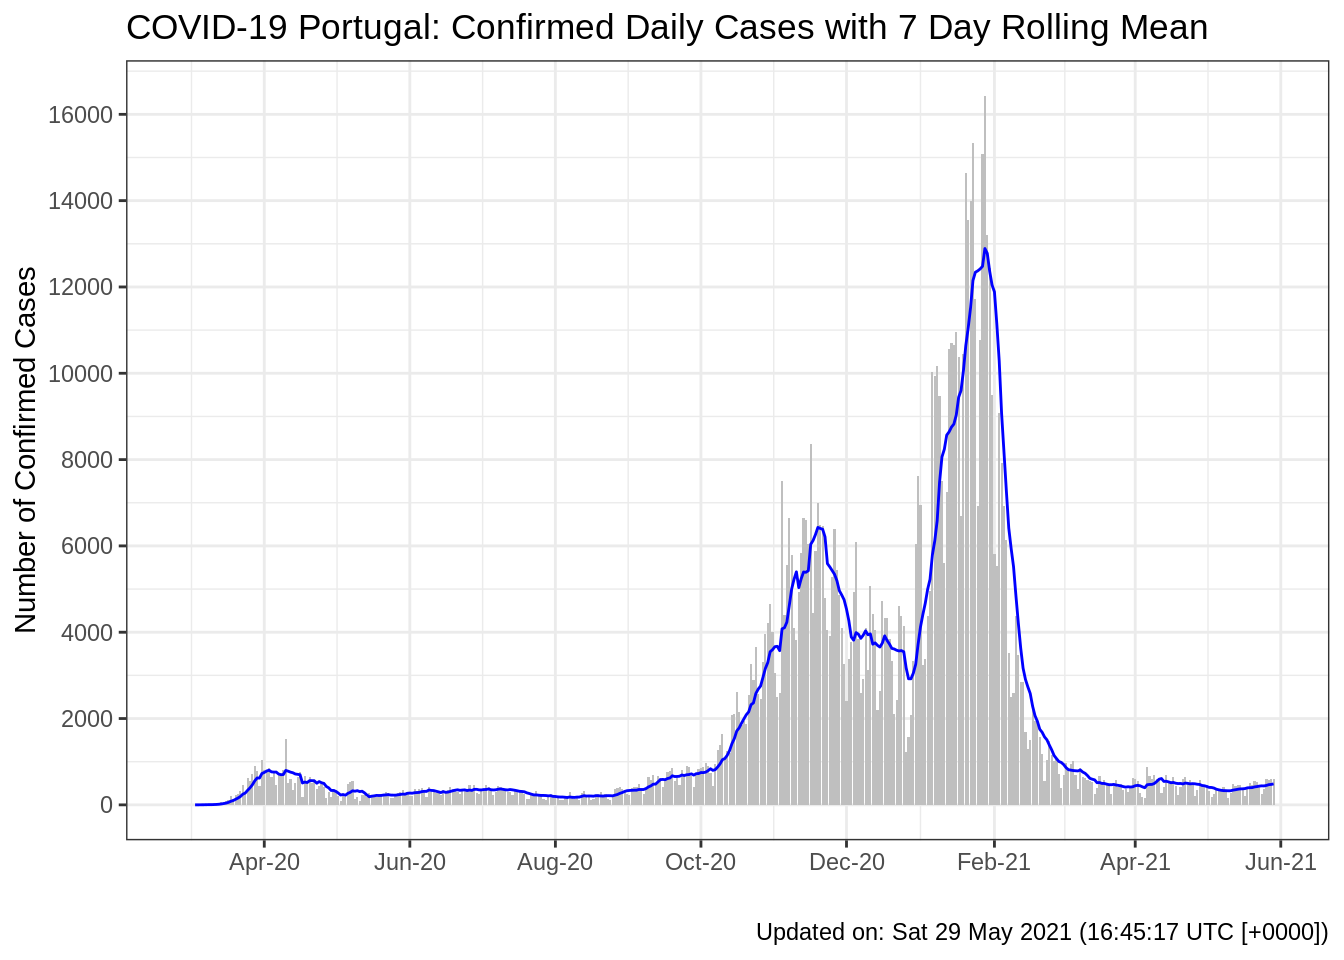 COVID-19 Portugal: Confirmed Daily Cases with 7 Day Rolling Mean
Number of Confirmed Cases
16000
14000
12000
10000
8000
6000
4000
2000
0
Apr-20 Jun-20 Aug-20 Oct-20 Dec-20 Feb-21 Apr-21 Jun-21
Updated on: Sat 29 May 2021 (16:45:17 UTC [+0000])